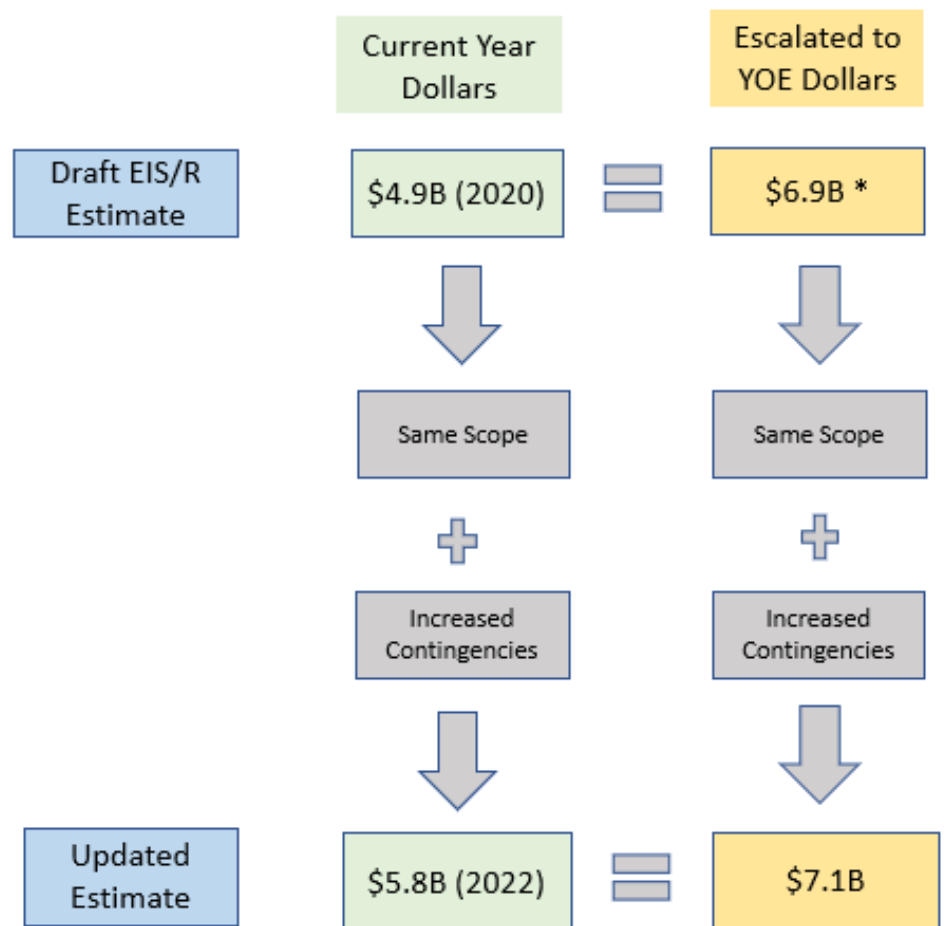 Current Year
Dollars
Escalated to
YOE Dollars
Draft EIS/R
Estimate
$4.9B (2020)
$6.9B *
Same Scope
Same Scope
Increased
Contingencies
Increased
Contingencies
Updated
Estimate
$5.8B (2022)
$7.1B